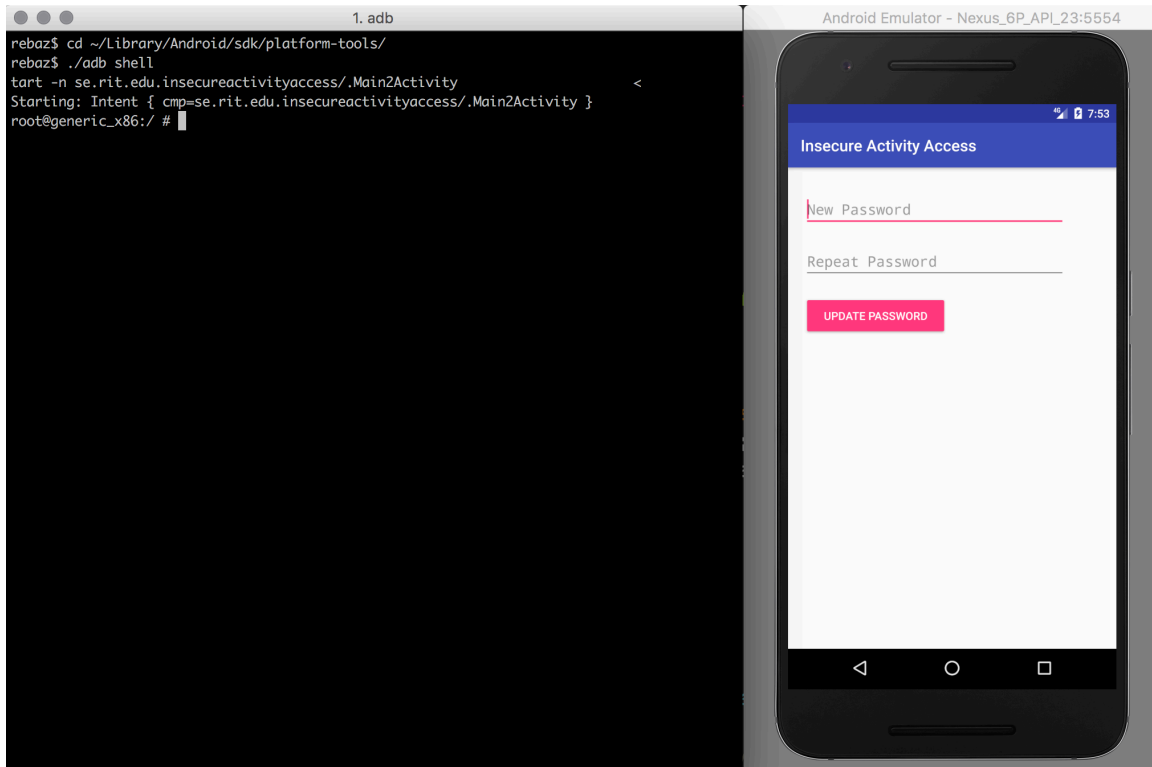 1. adb
rebaz$ cd ~/Library/Android/sdk/platform-tools/
rebaz$ ./adb shell
tart -n se.rit.edu.insecureactivityaccess/.Main2Activity <
Starting: Intent { cmp=se.rit.edu.insecureactivityaccess/.Main2Activity }
root@generic_x86:/ #
Android Emulator - Nexus_6P_API_23:5554
4G 7:53
Insecure Activity Access
New Password
Repeat Password
UPDATE PASSWORD